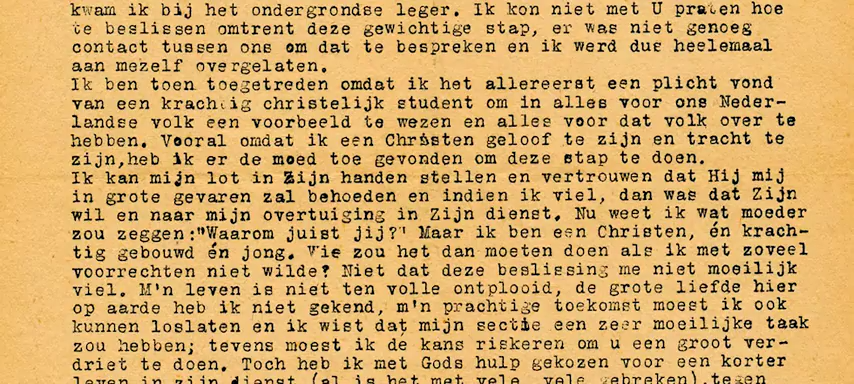 kwam ik bij het ondergrondse leger. Ik kon niet met U praten hoe
te beslissen omtrent deze gewichtige stap, er was niet genoeg
contact tussen ons om dat te bespreken en ik werd dus heelemaal
aan mezelf overgelaten.
Ik ben toen toegetreden omdat ik het allereerst een plicht vond
van een krachtig christelijk student om in alles voor ons Neder-
landse volk een voorbeeld te wezen en alles voor dat volk over te
hebben. Vooral omdat ik een Christen geloof te zijn en tracht te
zijn,heb ik er de moed toe gevonden om deze stap te doen.
Ik kan mijn lot in Zijn handen stellen en vertrouwen dat Hij mij
in grote gevaren zal behoeden en indien ik viel, dan was dat Zijn
wil en naar mijn overtuiging in Zijn dienst. Nu weet ik wat moeder
zou zeggen:"Waarom juist jij?" Maar ik ben een Christen, én krach-
tig gebouwd én jong. Wie zou het dan moeten doen als ik met zoveel
voorrechten niet wilde? Niet dat deze beslissing me niet moeilijk
viel. M'n leven is niet ten volle ontplooid, de grote liefde hier
op aarde heb ik niet gekend, m'n prachtige toekomst moest ik ook
kunnen loslaten en ik wist dat mijn sectie een zeer moeilijke taak
zou hebben; tevens moest ik de kans riskeren om u een groot ver-
driet te doen. Toch heb ik met Gods hulp gekozen voor een korter
leven in zijn dienst (al is het met vele, vele gebreken) tegen